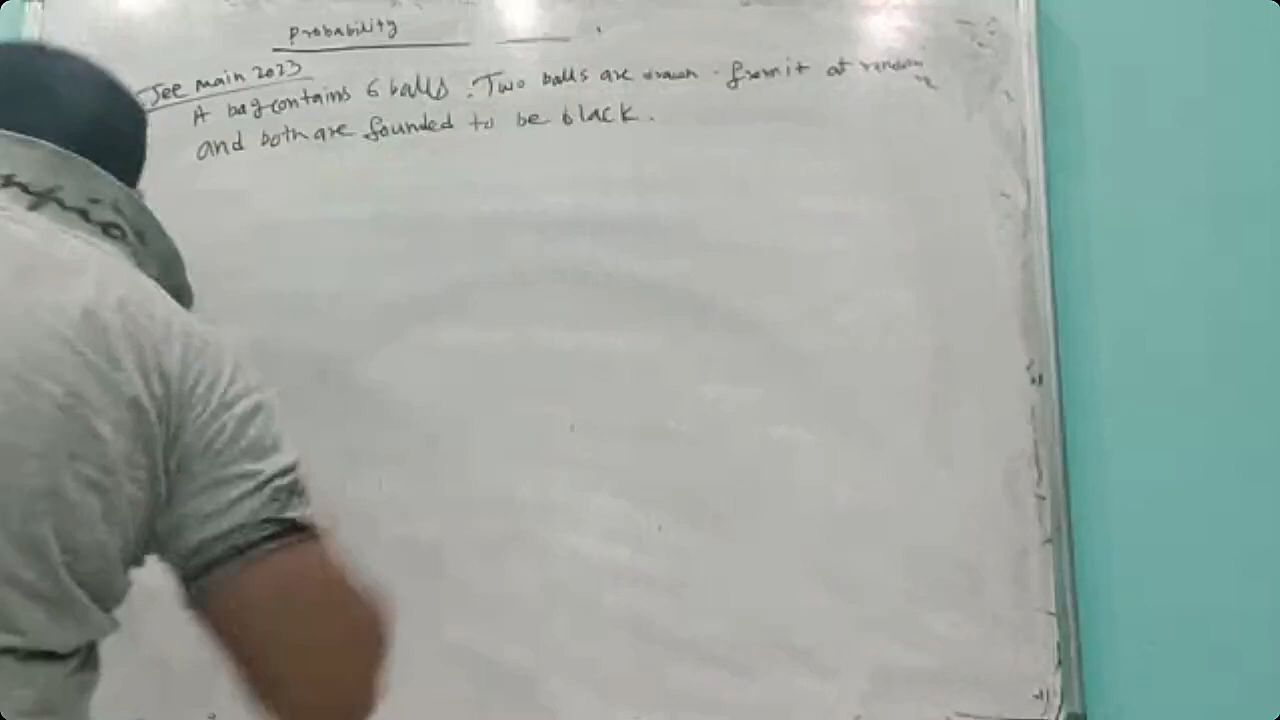 Probability
Jee main 2023
A bag contains 6 balls. Two balls are drawn from it at random
and both are founded to be black.